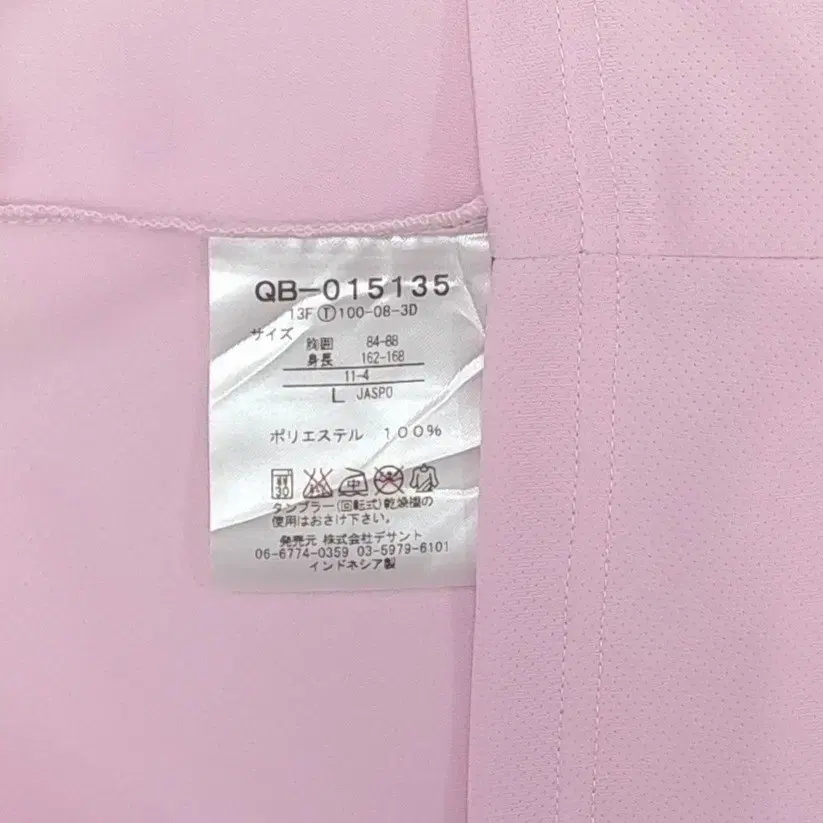 QB-015135
13F Ⓣ100-08-3D
サイズ
胸囲 84-88
身長 162-168
11-4
L JASPO
ポリエステル 100%
30 中
タンブラー(回転式)乾燥機の
使用はおさけ下さい。
発売元 株式会社デサント
06-6774-0359 03-5979-6101
インドネシア製